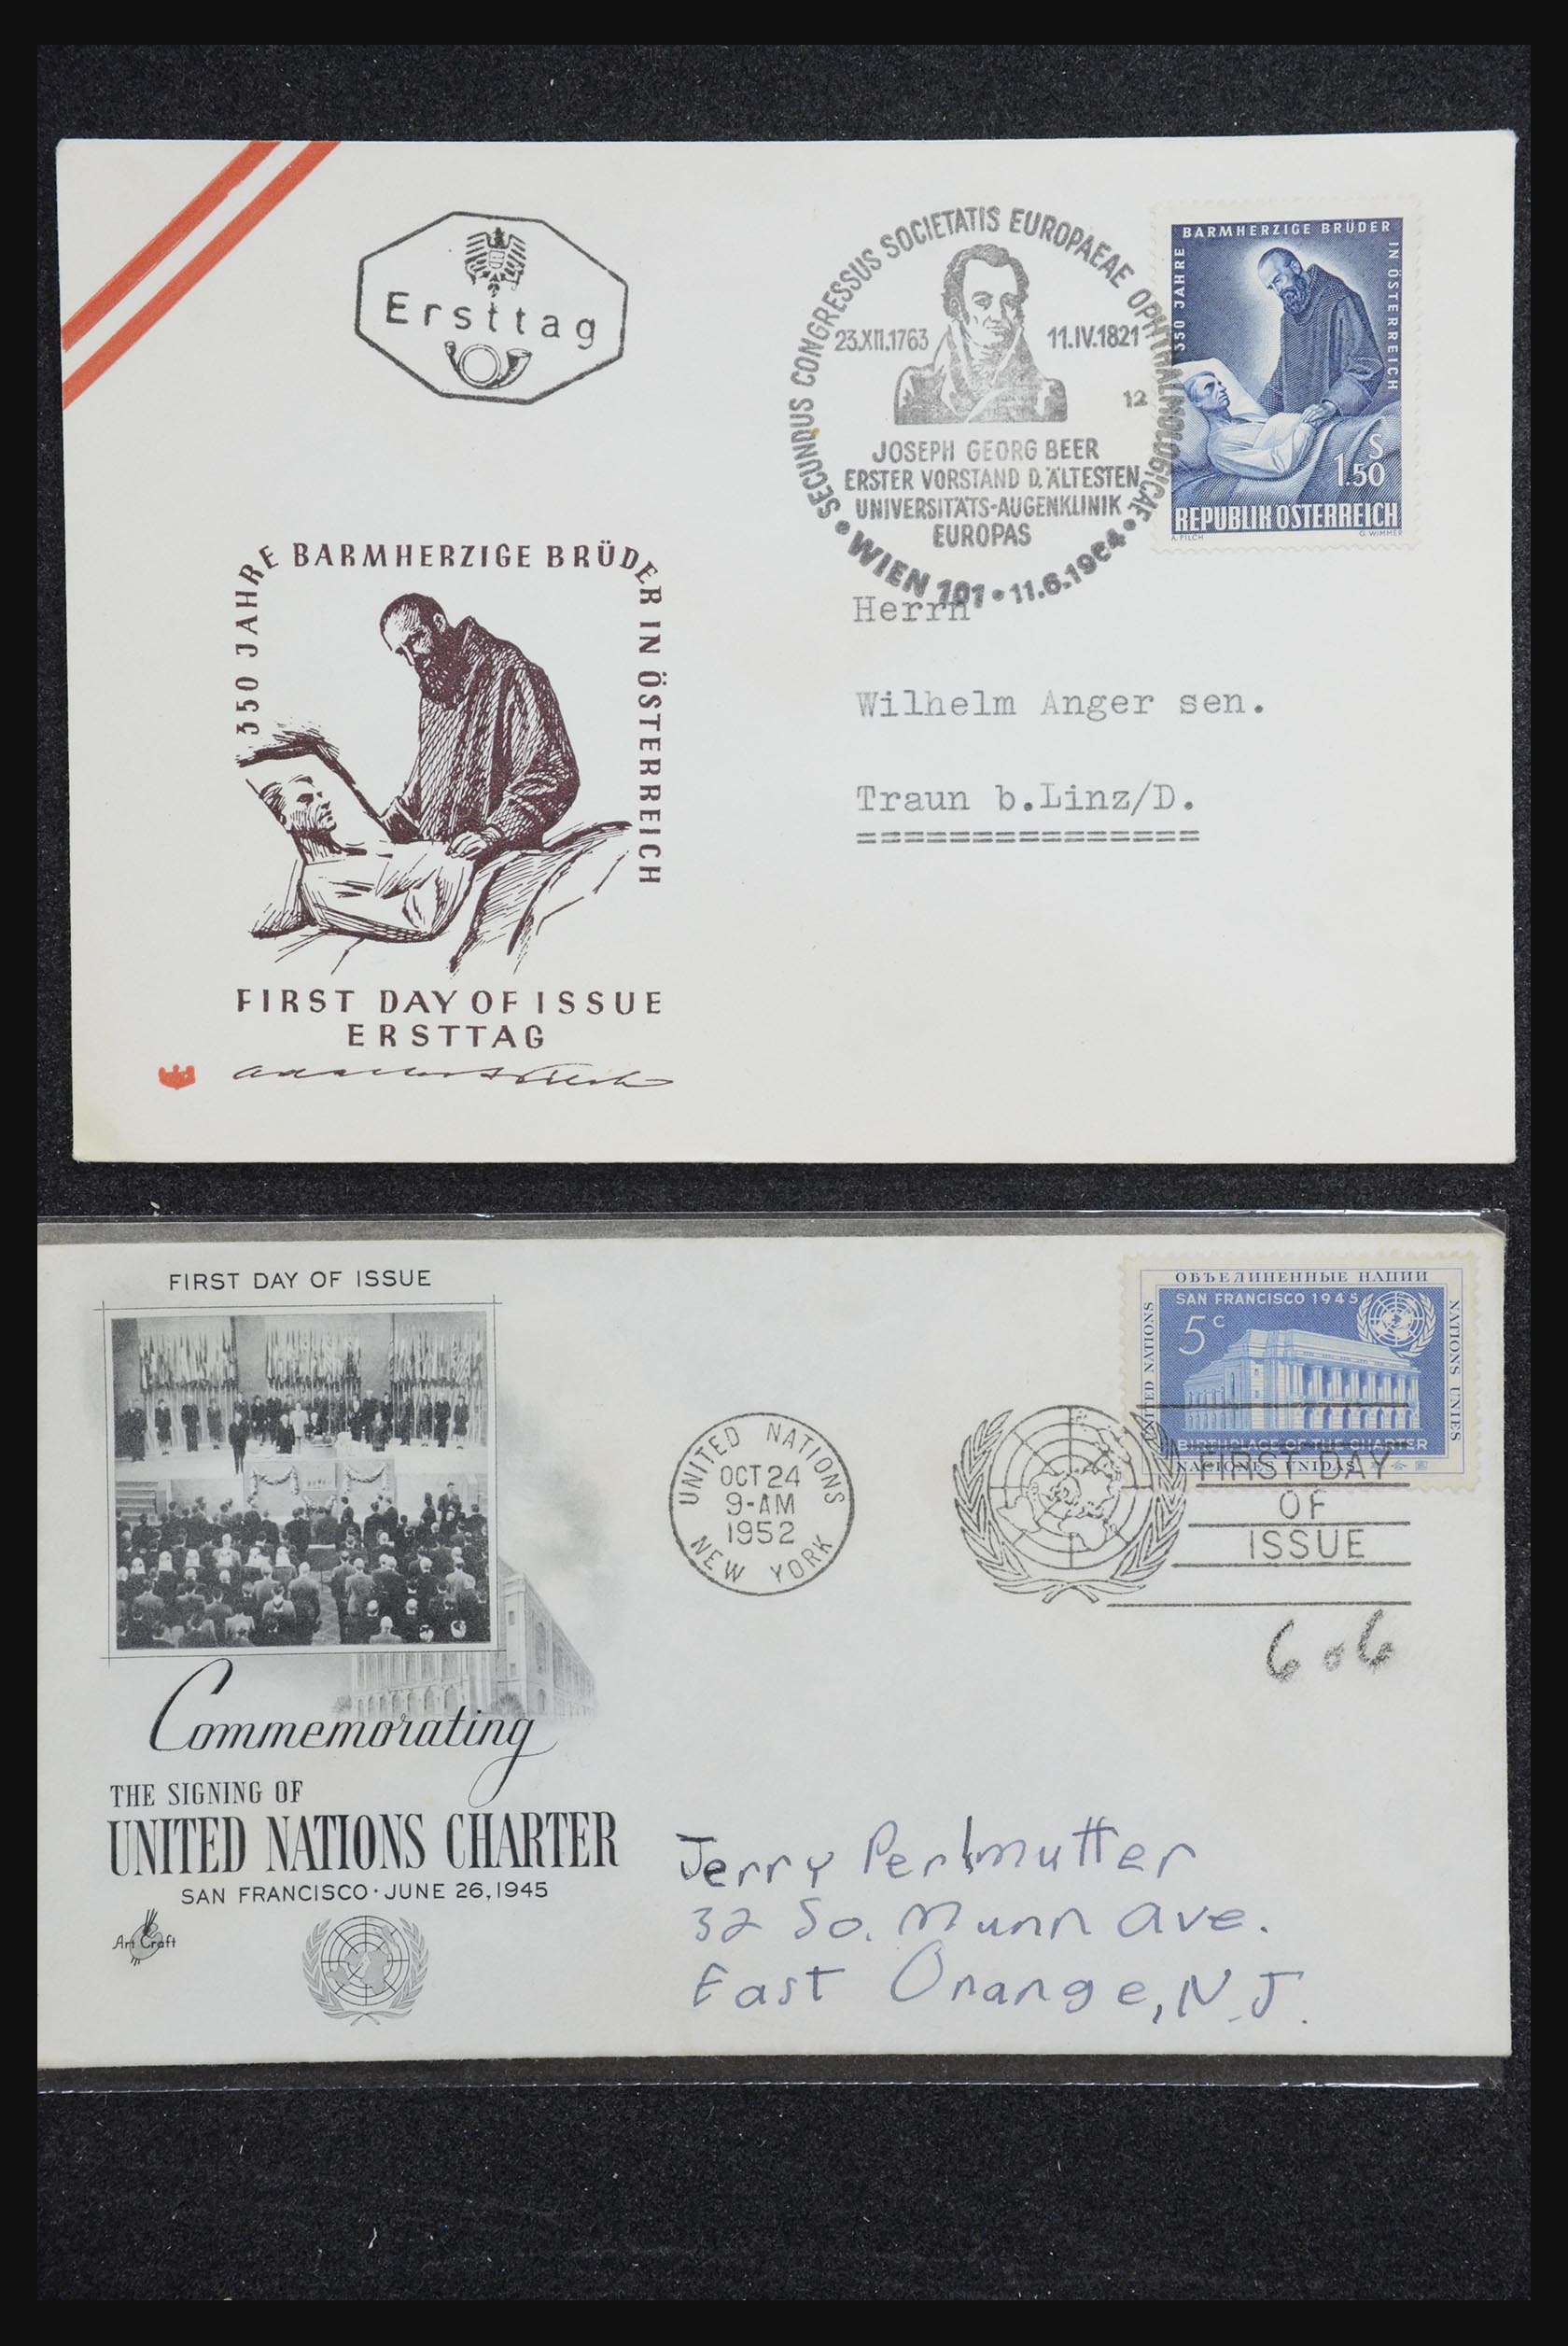 Ersttag
SECUNDUS CONGRESSUS SOCIETATIS EUROPAEAE OPHTHALMOLOGICAE
23.XII.1763
11.IV.1821
12
JOSEPH GEORG BEER
ERSTER VORSTAND D. ÄLTESTEN
UNIVERSITÄTS-AUGENKLINIK
EUROPAS
• WIEN 101 • 11.6.1964 •
350 JAHRE
BARMHERZIGE BRÜDER
IN ÖSTERREICH
S
1.50
REPUBLIK ÖSTERREICH
A. PILCH
G. WIMMER
350 JAHRE BARMHERZIGE BRÜDER IN ÖSTERREICH
FIRST DAY OF ISSUE
ERSTTAG
Herrn
Wilhelm Anger sen.
Traun b.Linz/D.
===============
FIRST DAY OF ISSUE
Commemorating
THE SIGNING OF
UNITED NATIONS CHARTER
SAN FRANCISCO · JUNE 26, 1945
Art Craft
UNITED NATIONS
OCT 24
9-AM
1952
NEW YORK
ОБЪЕДИНЕННЫЕ НАЦИИ
SAN FRANCISCO 1945
5c
UNITED NATIONS
NATIONS UNIES
BIRTHPLACE OF THE CHARTER
NACIONES UNIDAS
FIRST DAY
OF
ISSUE
Jerry Perlmutter
32 So. Munn Ave.
East Orange, N.J.